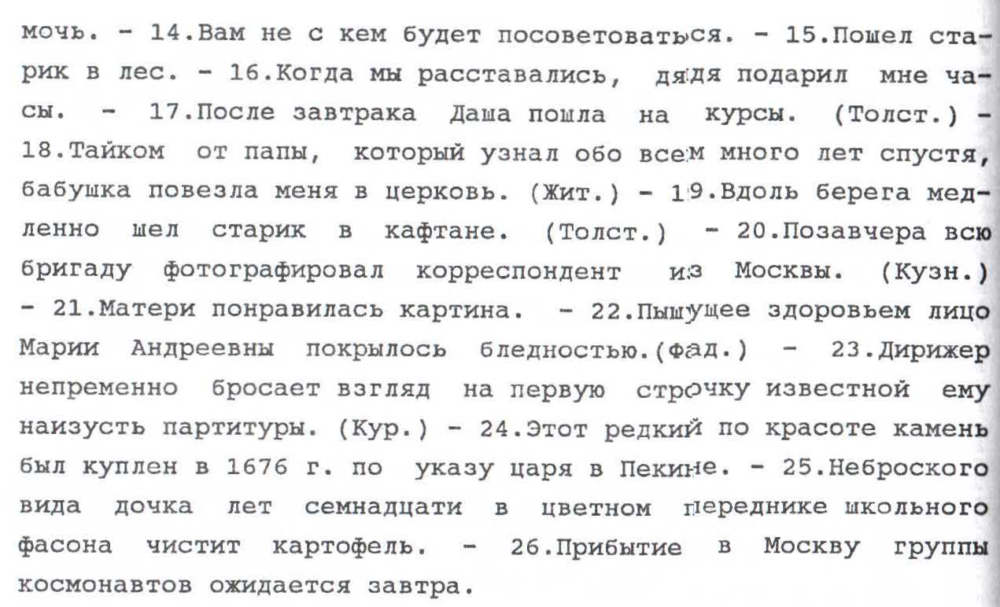 мочь. - 14.Вам не с кем будет посоветоваться. - 15.Пошел ста-
рик в лес. - 16.Когда мы расставались, дядя подарил мне ча-
сы. - 17.После завтрака Даша пошла на курсы. (Толст.) -
18.Тайком от папы, который узнал обо всем много лет спустя,
бабушка повезла меня в церковь. (Жит.) - 19.Вдоль берега мед-
ленно шел старик в кафтане. (Толст.) - 20.Позавчера всю
бригаду фотографировал корреспондент из Москвы. (Кузн.)
- 21.Матери понравилась картина. - 22.Пышущее здоровьем лицо
Марии Андреевны покрылось бледностью.(Фад.) - 23.Дирижер
непременно бросает взгляд на первую строчку известной ему
наизусть партитуры. (Кур.) - 24.Этот редкий по красоте камень
был куплен в 1676 г. по указу царя в Пекине. - 25.Неброского
вида дочка лет семнадцати в цветном переднике школьного
фасона чистит картофель. - 26.Прибытие в Москву группы
космонавтов ожидается завтра.